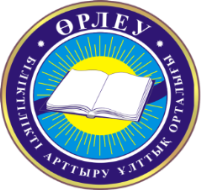 ӨРЛЕУ
БІЛІКТІЛІКТІ АРТТЫРУ ҰЛТТЫҚ ОРТАЛЫҒЫ